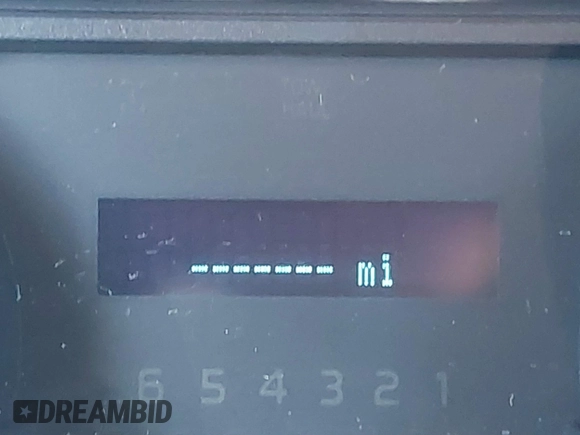 ------- mi
6 5 4 3 2 1
DREAMBID